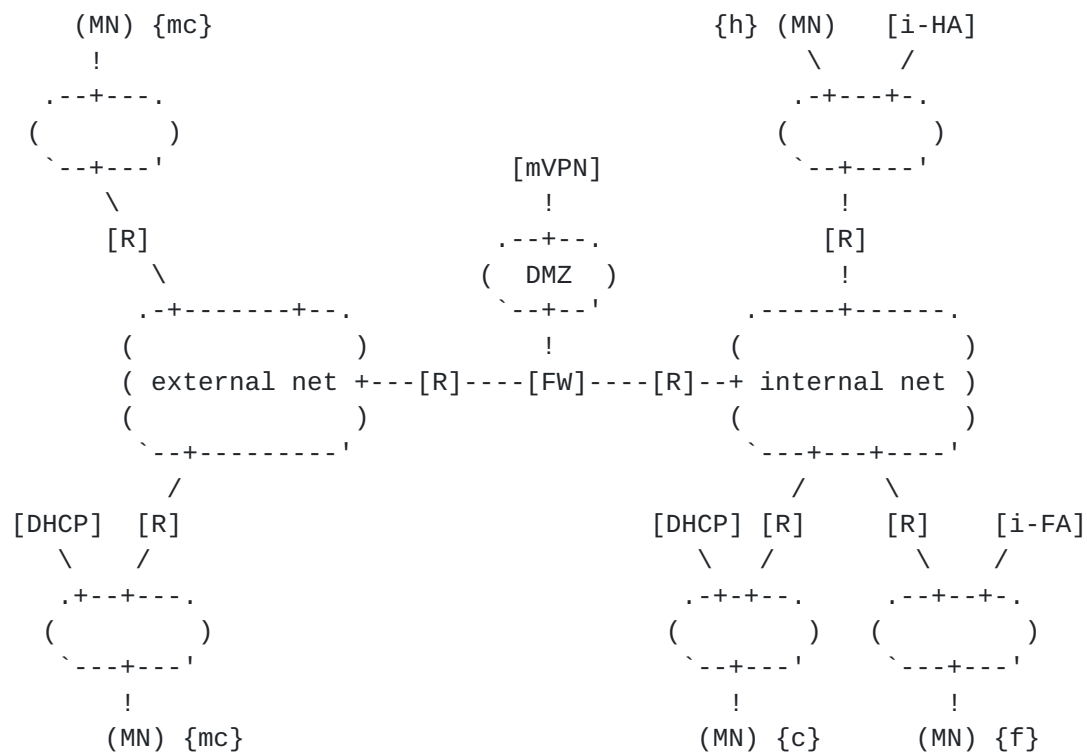 (MN) {mc} {h} (MN) [i-HA]
! \ /
.--+---. .-+---+-.
( ) ( )
`--+---' [mVPN] `--+----'
\ ! !
[R] .--+--. [R]
\ ( DMZ ) !
.-+-------+--. `--+--' .-----+------.
( ) ! ( )
( external net +---[R]----[FW]----[R]--+ internal net )
( ) ( )
`--+---------' `---+---+----'
/ / \
[DHCP] [R] [DHCP] [R] [R] [i-FA]
\ / \ / \ /
.+--+---. .-+-+--. .--+--+-.
( ) ( ) ( )
`---+---' `--+---' `---+---'
! ! !
(MN) {mc} (MN) {c} (MN) {f}